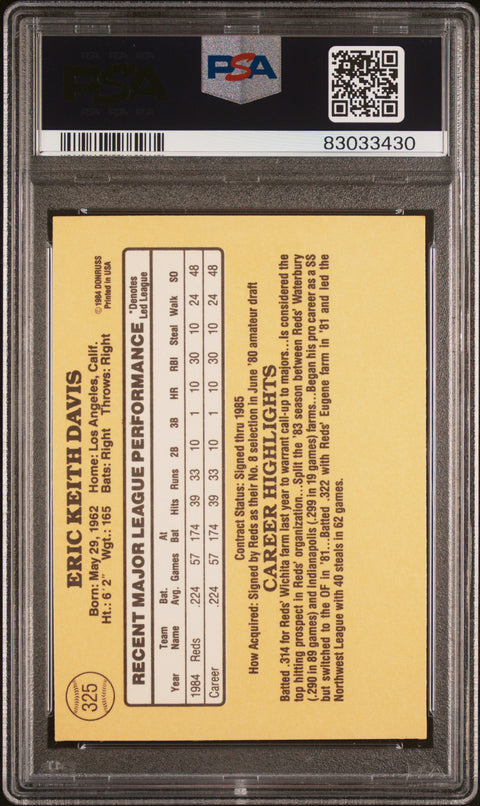 PSA
83033430
325
ERIC KEITH DAVIS
Born: May 29, 1962 Home: Los Angeles, Calif.
Ht.: 6' 2" Wgt.: 165 Bats: Right Throws: Right
© 1984 DONRUSS
Printed in USA
RECENT MAJOR LEAGUE PERFORMANCE
*Denotes
Led League
Year Team Name Bat. Avg. Games At Bat Hits Runs 2B 3B HR RBI Steal Walk SO
1984 Reds .224 57 174 39 33 10 1 10 30 10 24 48
Career .224 57 174 39 33 10 1 10 30 10 24 48
Contract Status: Signed thru 1985
How Acquired: Signed by Reds as their No. 8 selection in June '80 amateur draft
CAREER HIGHLIGHTS
Batted .314 for Reds' Wichita farm last year to warrant call-up to majors...Is considered the
top hitting prospect in Reds' organization...Split the '83 season between Reds' Waterbury
(.290 in 89 games) and Indianapolis (.299 in 19 games) farms...Began his pro career as a SS
but switched to the OF in '81...Batted .322 with Reds' Eugene farm in '81 and led the
Northwest League with 40 steals in 62 games.